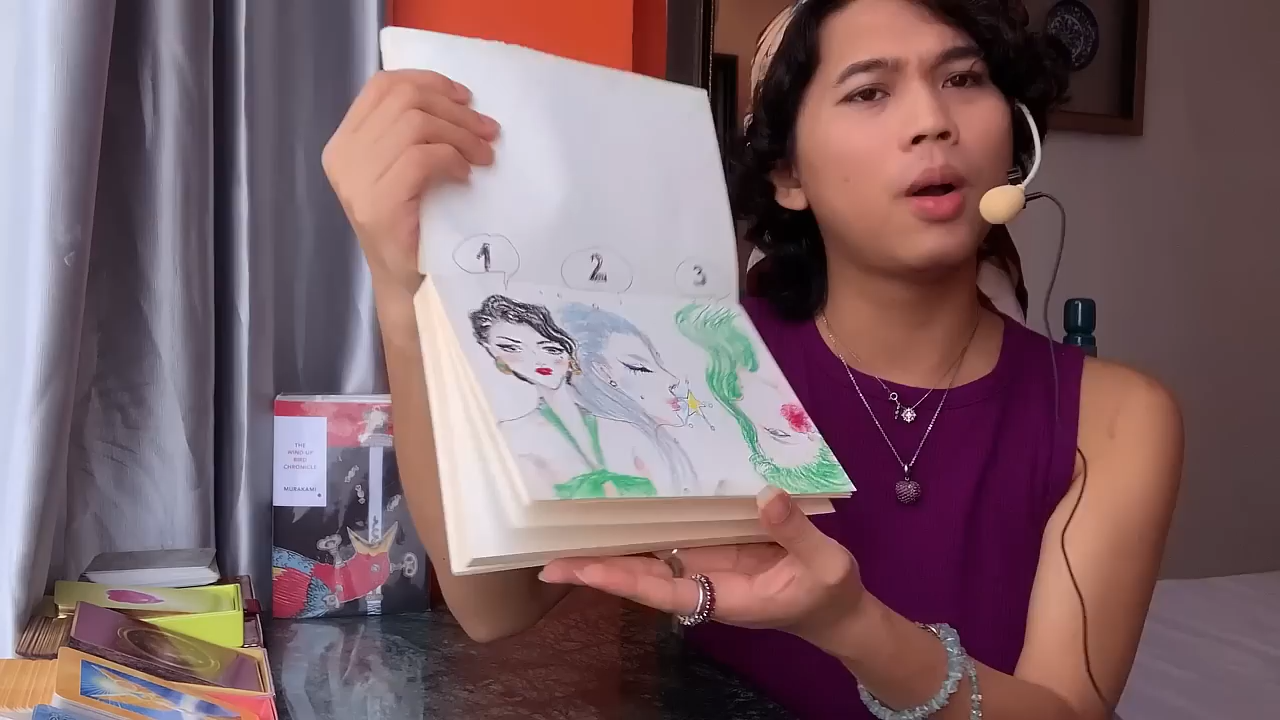 1
2
3
THE
WIND-UP
BIRD
CHRONICLE
MURAKAMI